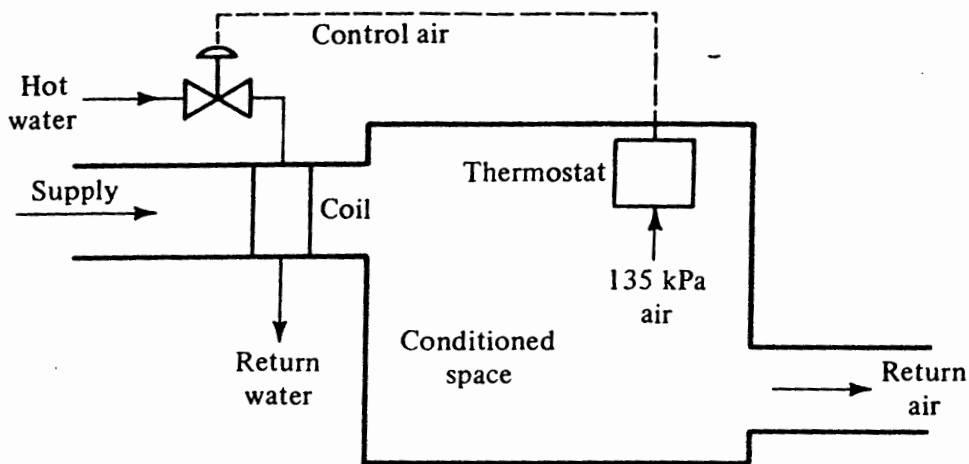 Control air
Hot
water
Thermostat
Supply
Coil
135 kPa
air
Conditioned
space
Return
water
Return
air